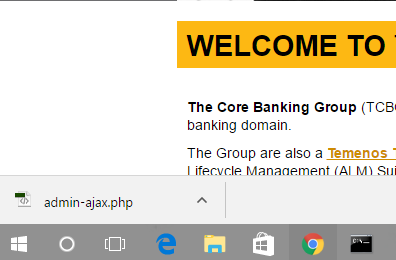 WELCOME TO
The Core Banking Group (TCBC
banking domain.
The Group are also a Temenos T
Lifecycle Management (ALM) Sui
admin-ajax.php